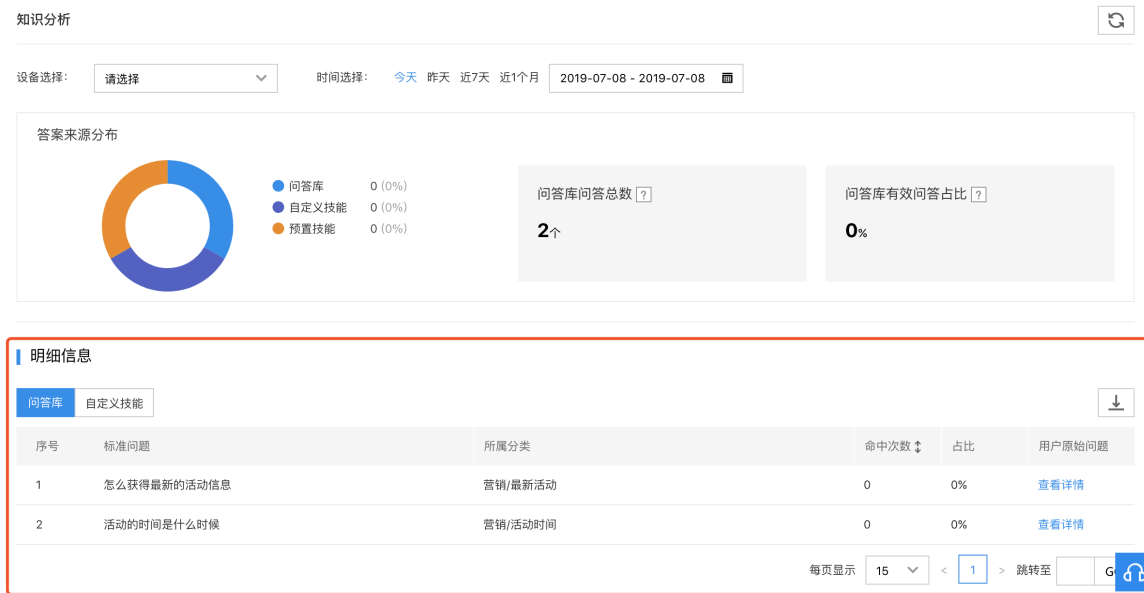 知识分析
设备选择： 请选择 时间选择： 今天 昨天 近7天 近1个月 2019-07-08 - 2019-07-08
答案来源分布
问答库 0 (0%)
自定义技能 0 (0%)
预置技能 0 (0%)
问答库问答总数 ?
2个
问答库有效问答占比 ?
0%
明细信息
问答库 自定义技能
序号 标准问题 所属分类 命中次数 占比 用户原始问题
1 怎么获得最新的活动信息 营销/最新活动 0 0% 查看详情
2 活动的时间是什么时候 营销/活动时间 0 0% 查看详情
每页显示 15 < 1 > 跳转至